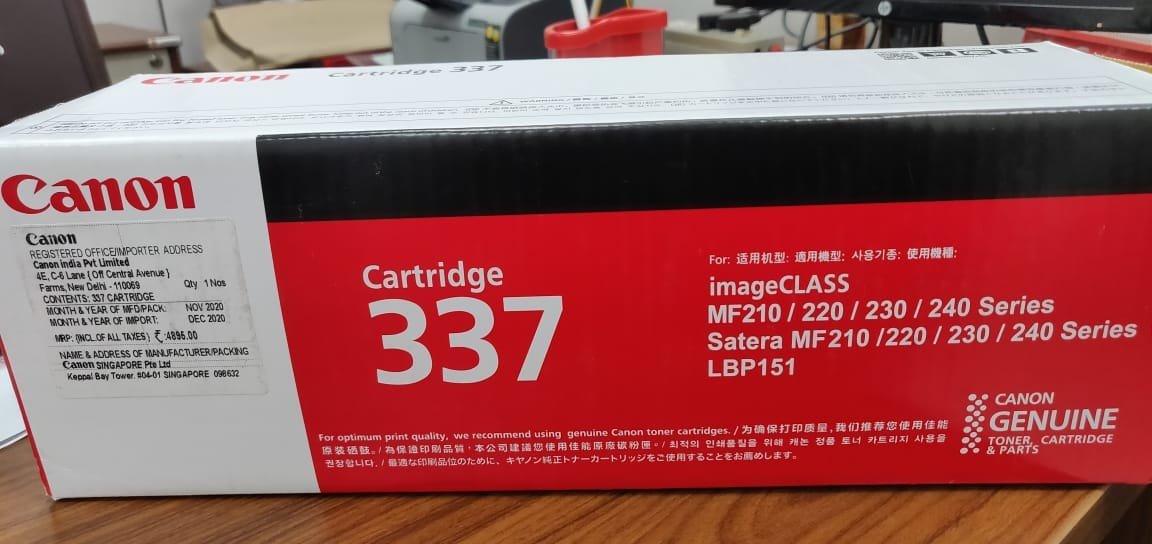 Canon
Cartridge 337
WARNING
Canon
Canon
REGISTERED OFFICE/IMPORTER ADDRESS
Canon india Pvt Limited
4E, C-6 Lane ( Off Central Avenue )
Farms, New Delhi - 110069
Qty 1 Nos
CONTENTS: 337 CARTRIDGE
MONTH & YEAR OF MFD/PACK: NOV 2020
MONTH & YEAR OF IMPORT: DEC 2020
MRP: (INCL.OF ALL TAXES) ₹ :4895.00
NAME & ADDRESS OF MANUFACTURER/PACKING
Canon SINGAPORE Pte Ltd
Keppal Bay Tower. #04-01 SINGAPORE 098632
Cartridge
337
For: 适用机型: 適用機型: 사용기종: 使用機種:
imageCLASS
MF210 / 220 / 230 / 240 Series
Satera MF210 /220 / 230 / 240 Series
LBP151
CANON
GENUINE
TONER, CARTRIDGE
& PARTS
For optimum print quality, we recommend using genuine Canon toner cartridges. / 为确保打印质量,我们推荐您使用佳能
原装硒鼓。/ 為保證印刷品質,本公司建議您使用佳能原廠碳粉匣。/ 최적의 인쇄품질을 위해 캐논 정품 토너 카트리지 사용을
권장합니다. / 最適な印刷品位のために、キヤノン純正トナーカートリッジをご使用することをお薦めします。